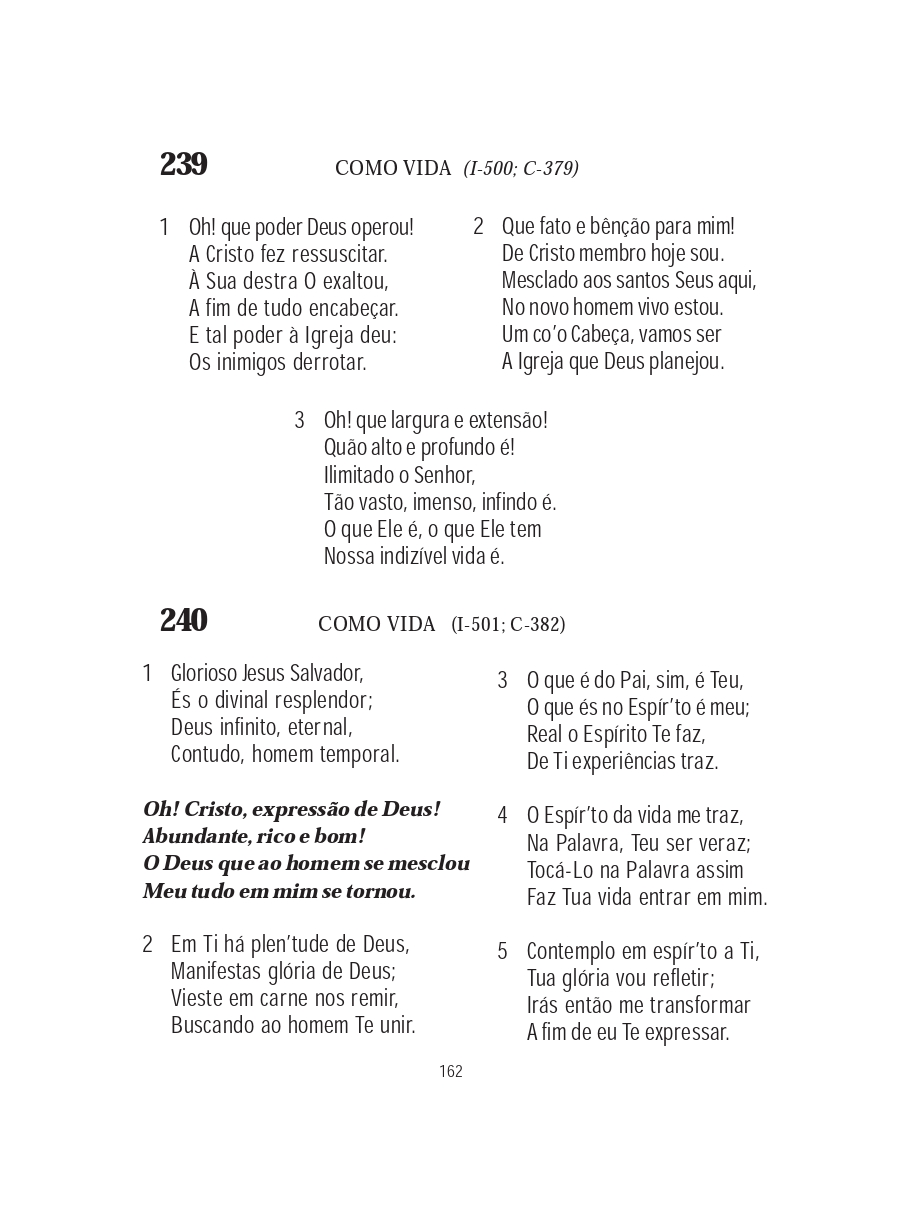 239 COMO VIDA (I-500; C-379)
1 Oh! que poder Deus operou!
A Cristo fez ressuscitar.
À Sua destra O exaltou,
A fim de tudo encabeçar.
E tal poder à Igreja deu:
Os inimigos derrotar.
2 Que fato e bênção para mim!
De Cristo membro hoje sou.
Mesclado aos santos Seus aqui,
No novo homem vivo estou.
Um co’o Cabeça, vamos ser
A Igreja que Deus planejou.
3 Oh! que largura e extensão!
Quão alto e profundo é!
Ilimitado o Senhor,
Tão vasto, imenso, infindo é.
O que Ele é, o que Ele tem
Nossa indizível vida é.
240 COMO VIDA (I-501; C-382)
1 Glorioso Jesus Salvador,
És o divinal resplendor;
Deus infinito, eternal,
Contudo, homem temporal.
Oh! Cristo, expressão de Deus!
Abundante, rico e bom!
O Deus que ao homem se mesclou
Meu tudo em mim se tornou.
2 Em Ti há plen’tude de Deus,
Manifestas glória de Deus;
Vieste em carne nos remir,
Buscando ao homem Te unir.
3 O que é do Pai, sim, é Teu,
O que és no Espír’to é meu;
Real o Espírito Te faz,
De Ti experiências traz.
4 O Espír’to da vida me traz,
Na Palavra, Teu ser veraz;
Tocá-Lo na Palavra assim
Faz Tua vida entrar em mim.
5 Contemplo em espír’to a Ti,
Tua glória vou refletir;
Irás então me transformar
A fim de eu Te expressar.
162